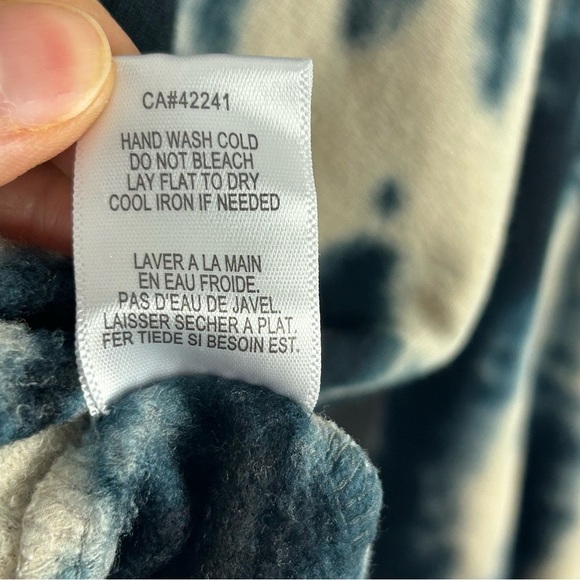 CA#42241
HAND WASH COLD
DO NOT BLEACH
LAY FLAT TO DRY
COOL IRON IF NEEDED
LAVER A LA MAIN
EN EAU FROIDE.
PAS D'EAU DE JAVEL.
LAISSER SECHER A PLAT.
FER TIEDE SI BESOIN EST.